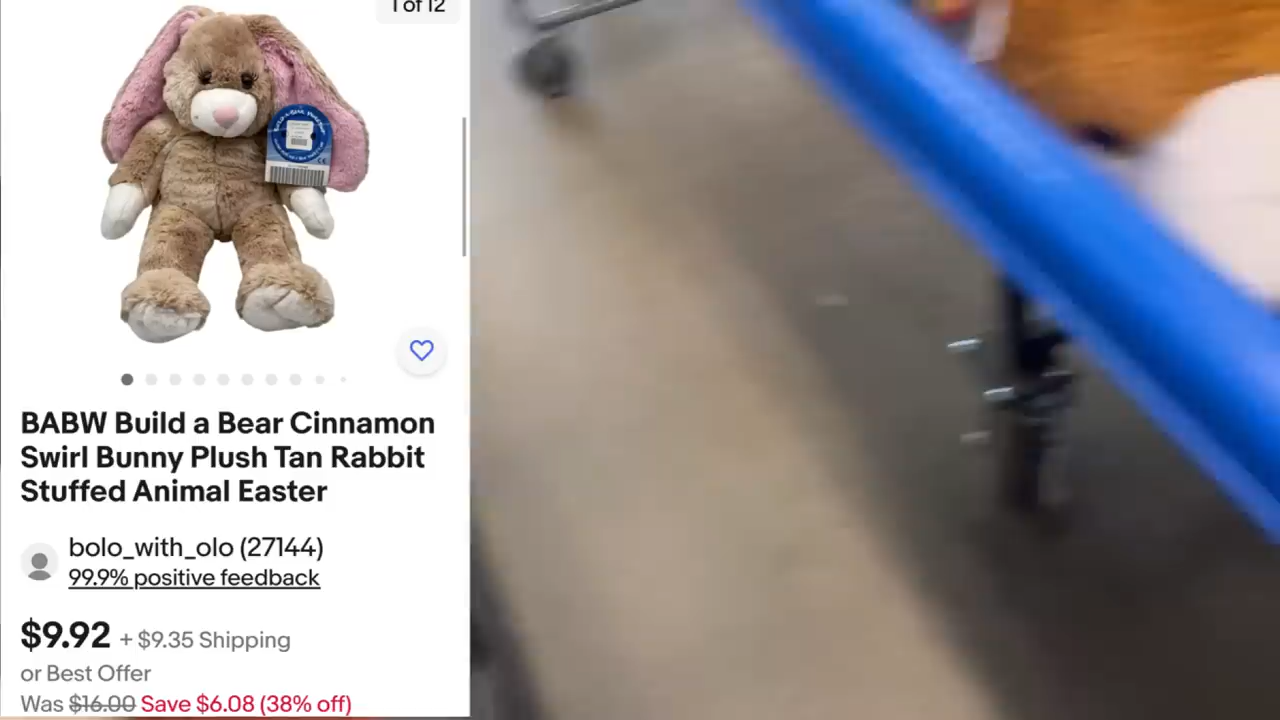 1 of 12
BABW Build a Bear Cinnamon
Swirl Bunny Plush Tan Rabbit
Stuffed Animal Easter
bolo_with_olo (27144)
99.9% positive feedback
$9.92 + $9.35 Shipping
or Best Offer
Was $16.00 Save $6.08 (38% off)